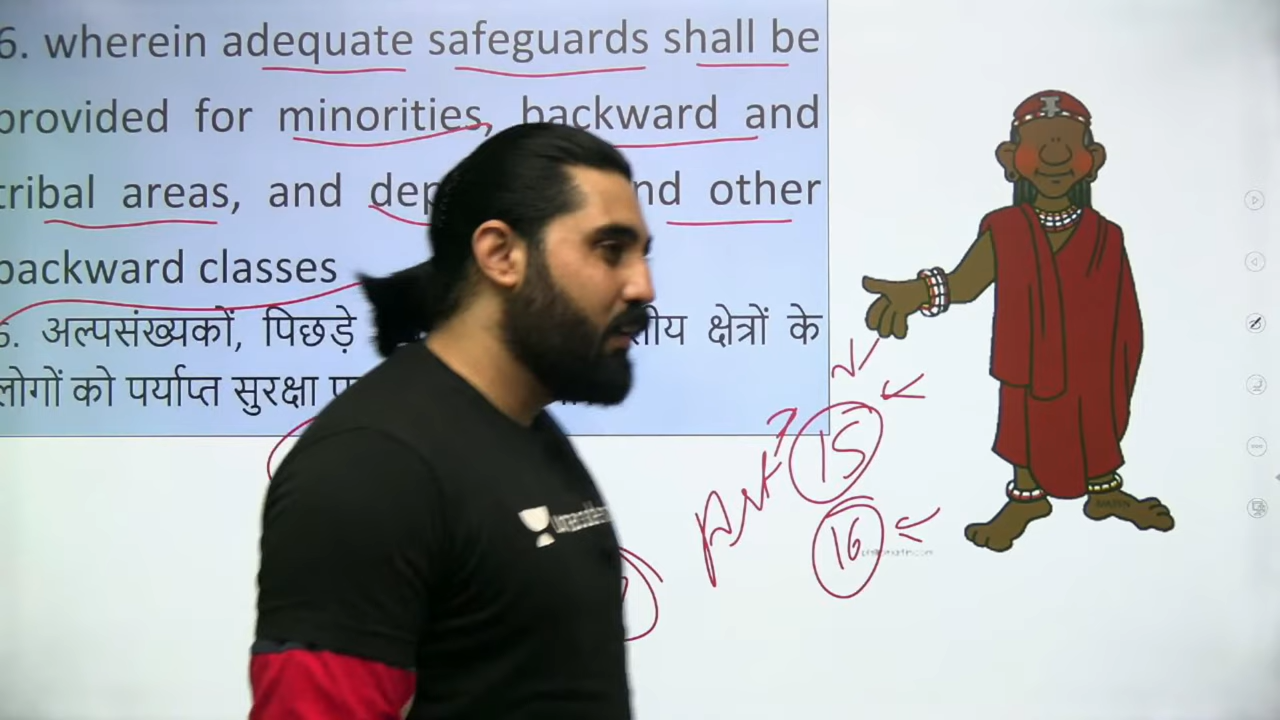 6. wherein adequate safeguards shall be
provided for minorities, backward and
tribal areas, and dep nd other
backward classes
6. अल्पसंख्यकों, पिछड़े क्षेत्रों के
लोगों को पर्याप्त सुरक्षा
15
Art
16
unacademy